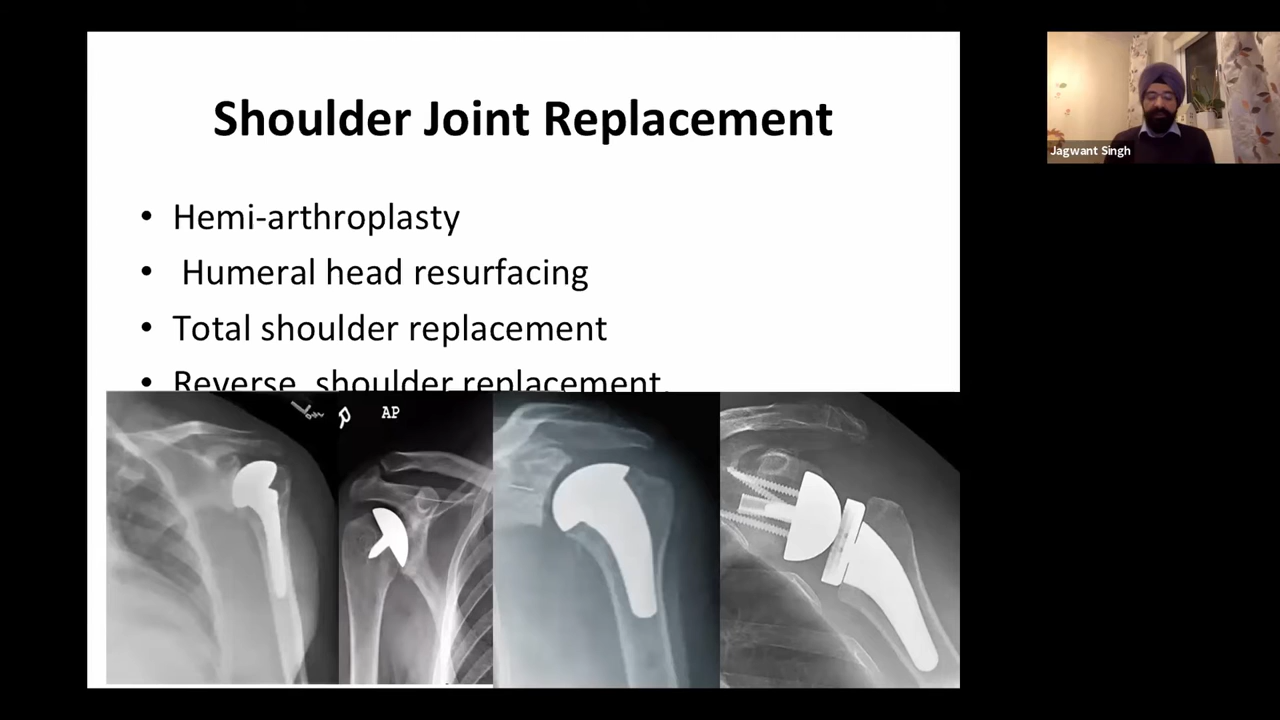 Shoulder Joint Replacement
• Hemi-arthroplasty
• Humeral head resurfacing
• Total shoulder replacement
• Reverse shoulder replacement
AP
Jagwant Singh